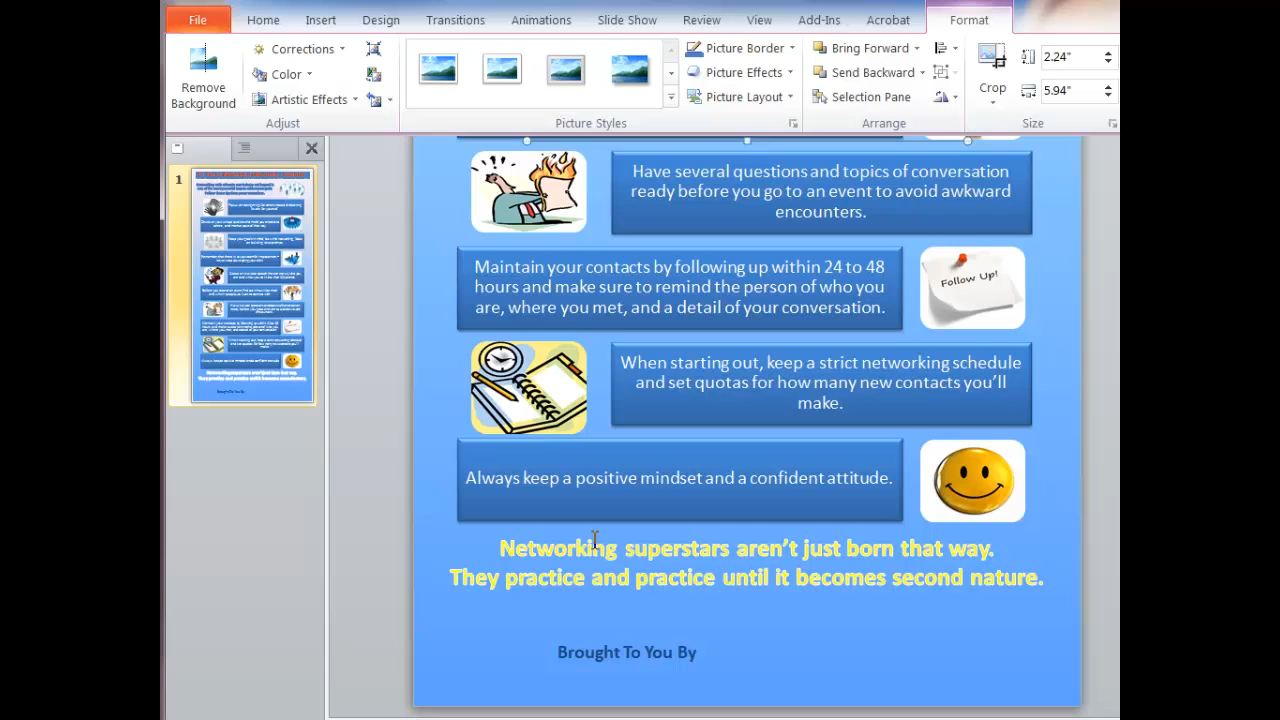 File Home Insert Design Transitions Animations Slide Show Review View Add-Ins Acrobat Format
Corrections
Color
Artistic Effects
Remove
Background
Adjust
Picture Border
Picture Effects
Picture Layout
Picture Styles
Bring Forward
Send Backward
Selection Pane
Arrange
Crop
2.24"
5.94"
Size
1
Have several questions and topics of conversation
ready before you go to an event to avoid awkward
encounters.
Maintain your contacts by following up within 24 to 48
hours and make sure to remind the person of who you
are, where you met, and a detail of your conversation.
Follow Up!
When starting out, keep a strict networking schedule
and set quotas for how many new contacts you'll
make.
Always keep a positive mindset and a confident attitude.
Networking superstars aren't just born that way.
They practice and practice until it becomes second nature.
Brought To You By